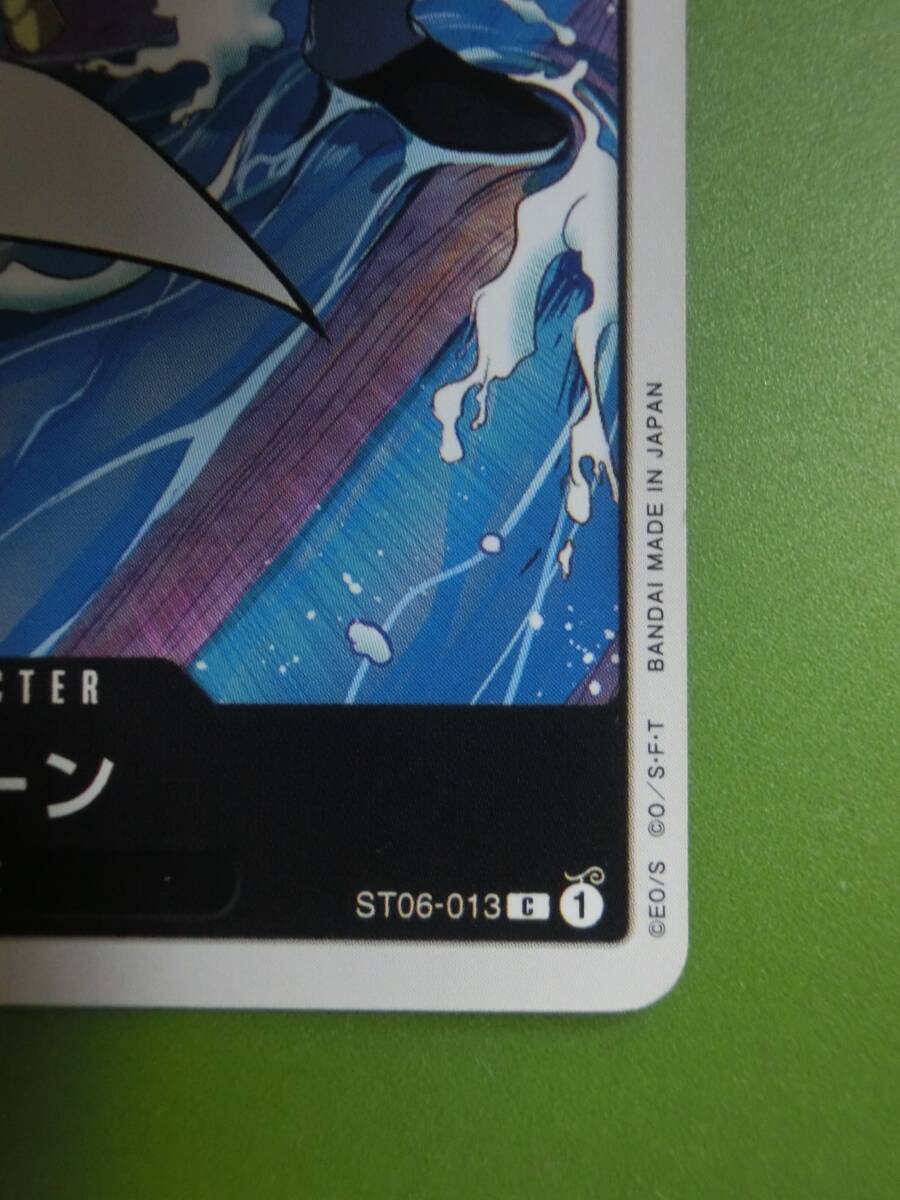 CTER
ーン
ST06-013 C 1
©EO/S ©O/S・F・T BANDAI MADE IN JAPAN